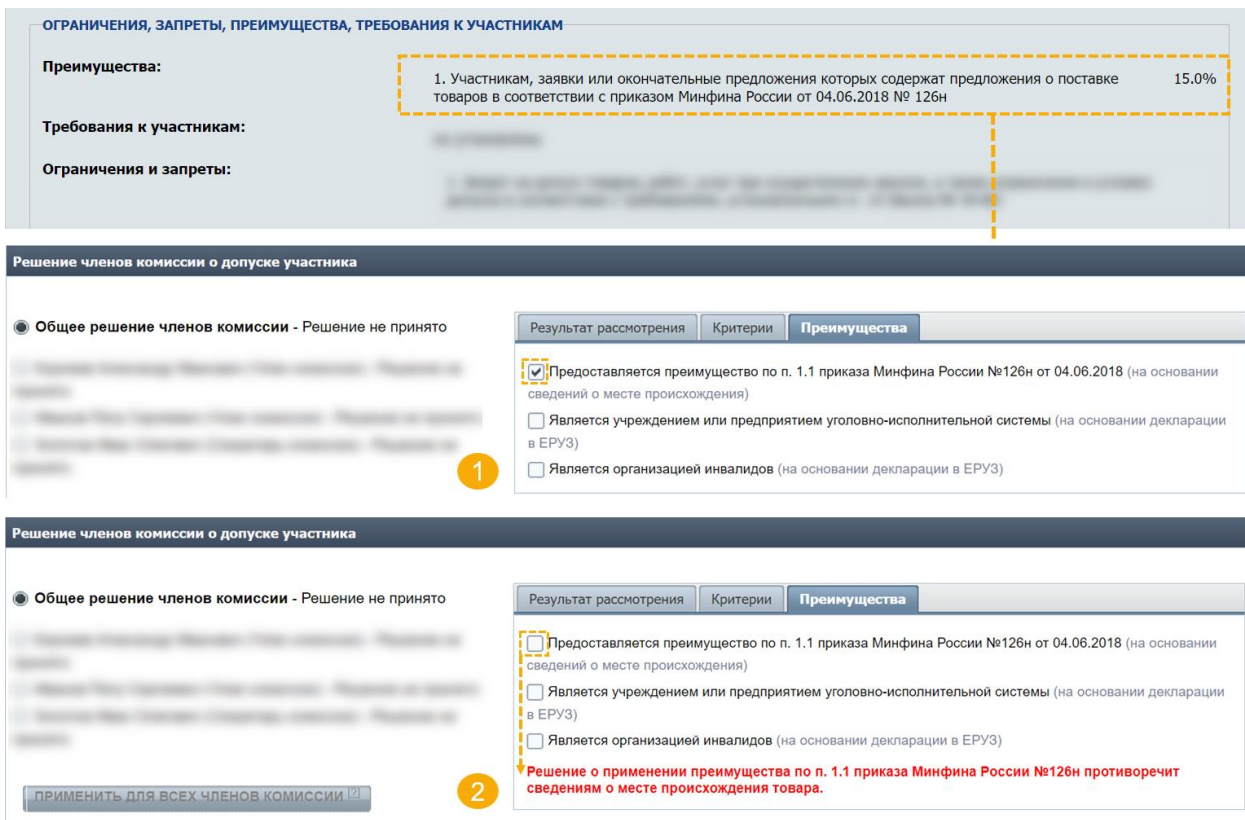 ОГРАНИЧЕНИЯ, ЗАПРЕТЫ, ПРЕИМУЩЕСТВА, ТРЕБОВАНИЯ К УЧАСТНИКАМ
Преимущества:
1. Участникам, заявки или окончательные предложения которых содержат предложения о поставке 15.0%
товаров в соответствии с приказом Минфина России от 04.06.2018 № 126н
Требования к участникам:
Ограничения и запреты:
Решение членов комиссии о допуске участника
Общее решение членов комиссии - Решение не принято
Результат рассмотрения Критерии Преимущества
Предоставляется преимущество по п. 1.1 приказа Минфина России №126н от 04.06.2018 (на основании
сведений о месте происхождения)
Является учреждением или предприятием уголовно-исполнительной системы (на основании декларации
в ЕРУЗ)
Является организацией инвалидов (на основании декларации в ЕРУЗ)
1
Решение членов комиссии о допуске участника
Общее решение членов комиссии - Решение не принято
Результат рассмотрения Критерии Преимущества
Предоставляется преимущество по п. 1.1 приказа Минфина России №126н от 04.06.2018 (на основании
сведений о месте происхождения)
Является учреждением или предприятием уголовно-исполнительной системы (на основании декларации
в ЕРУЗ)
Является организацией инвалидов (на основании декларации в ЕРУЗ)
Решение о применении преимущества по п. 1.1 приказа Минфина России №126н противоречит
сведениям о месте происхождения товара.
ПРИМЕНИТЬ ДЛЯ ВСЕХ ЧЛЕНОВ КОМИССИИ [?]
2